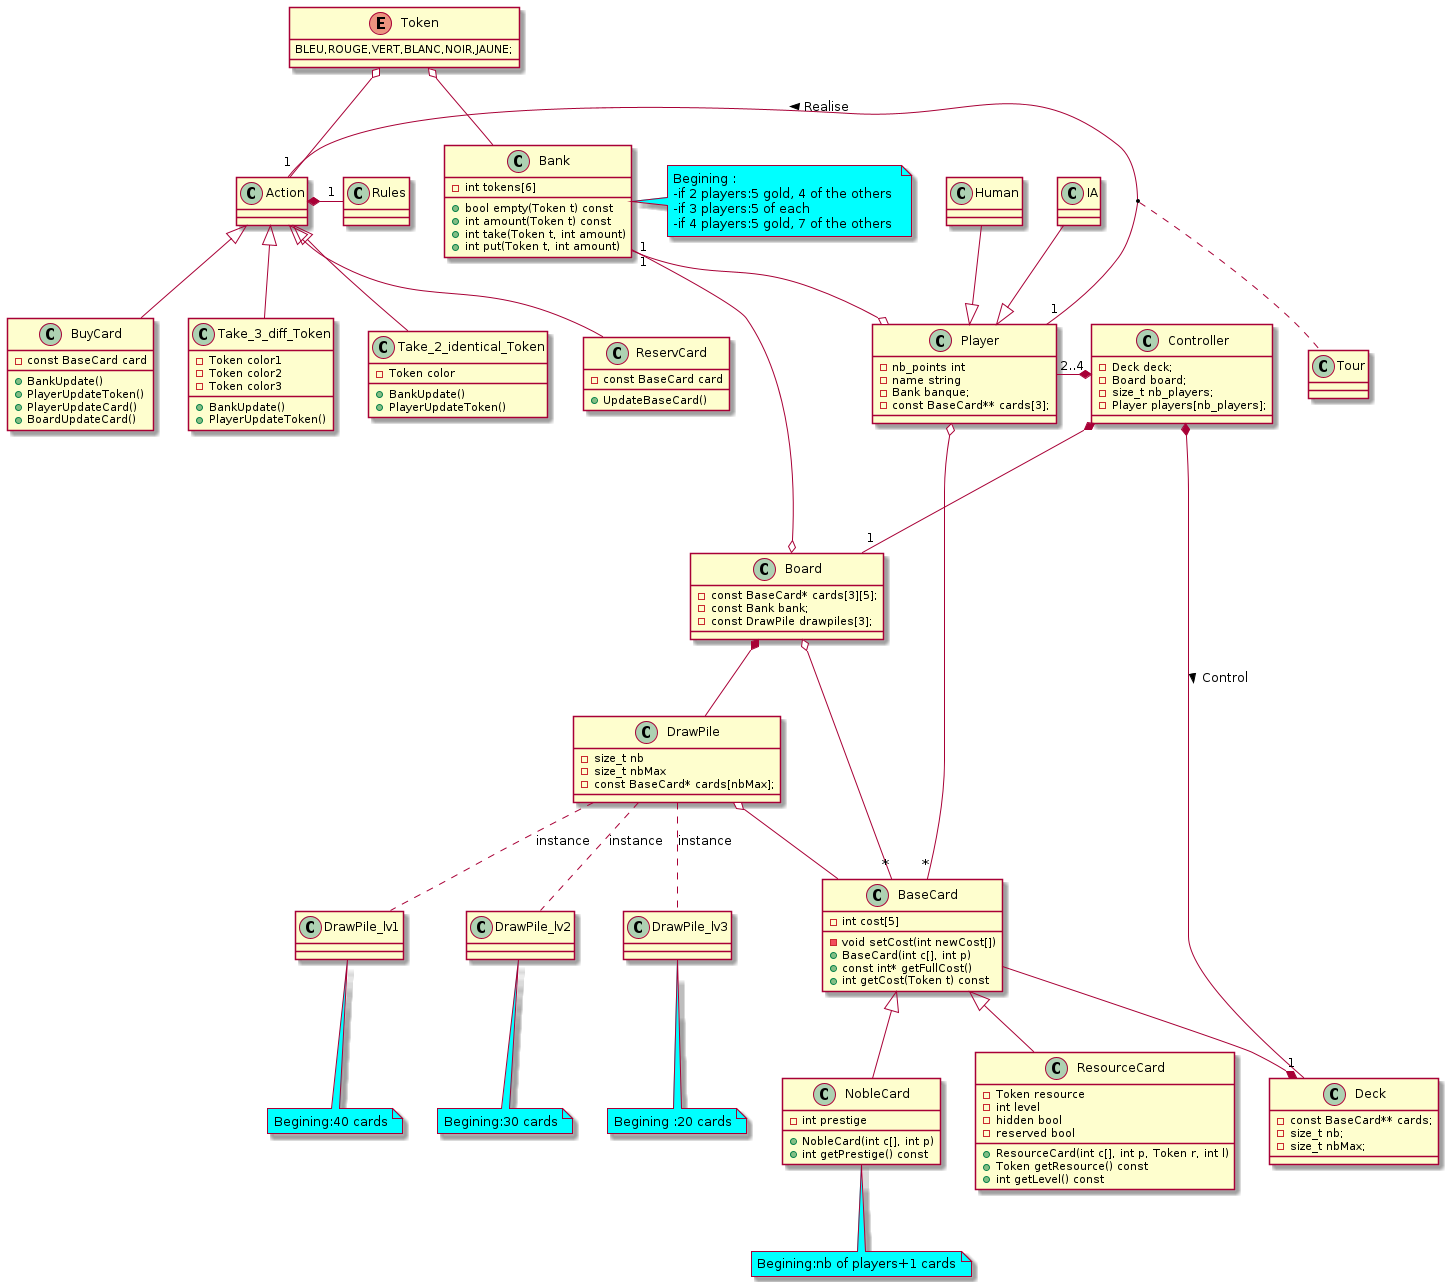 E Token
BLEU,ROUGE,VERT,BLANC,NOIR,JAUNE;
Realise
1
C Action
1
C Rules
C Bank
int tokens[6]
bool empty(Token t) const
int amount(Token t) const
int take(Token t, int amount)
int put(Token t, int amount)
1
1
Begining :
-if 2 players:5 gold, 4 of the others
-if 3 players:5 of each
-if 4 players:5 gold, 7 of the others
C Human
C IA
C BuyCard
const BaseCard card
BankUpdate()
PlayerUpdateToken()
PlayerUpdateCard()
BoardUpdateCard()
C Take_3_diff_Token
Token color1
Token color2
Token color3
BankUpdate()
PlayerUpdateToken()
C Take_2_identical_Token
Token color
BankUpdate()
PlayerUpdateToken()
C ReservCard
const BaseCard card
UpdateBaseCard()
1
C Player
nb_points int
name string
Bank banque;
const BaseCard** cards[3];
2..4
C Controller
Deck deck;
Board board;
size_t nb_players;
Player players[nb_players];
C Tour
1
C Board
const BaseCard* cards[3][5];
const Bank bank;
const DrawPile drawpiles[3];
Control
C DrawPile
size_t nb
size_t nbMax
const BaseCard* cards[nbMax];
instance
instance
instance
*
*
C DrawPile_lv1
C DrawPile_lv2
C DrawPile_lv3
C BaseCard
int cost[5]
void setCost(int newCost[])
BaseCard(int c[], int p)
const int* getFullCost()
int getCost(Token t) const
Begining:40 cards
Begining:30 cards
Begining :20 cards
C NobleCard
int prestige
NobleCard(int c[], int p)
int getPrestige() const
C ResourceCard
Token resource
int level
hidden bool
reserved bool
ResourceCard(int c[], int p, Token r, int l)
Token getResource() const
int getLevel() const
1
C Deck
const BaseCard** cards;
size_t nb;
size_t nbMax;
Begining:nb of players+1 cards